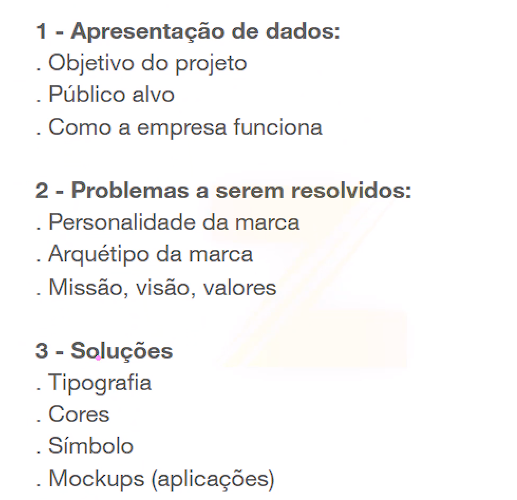 1 - Apresentação de dados:
. Objetivo do projeto
. Público alvo
. Como a empresa funciona
2 - Problemas a serem resolvidos:
. Personalidade da marca
. Arquétipo da marca
. Missão, visão, valores
3 - Soluções
. Tipografia
. Cores
. Símbolo
. Mockups (aplicações)